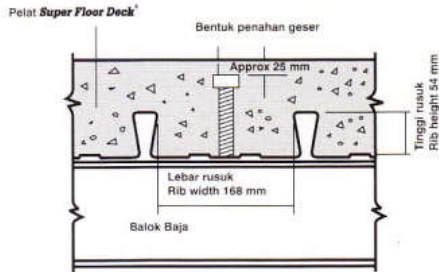 Pelat Super Floor Deck
Bentuk penahan geser
Approx 25 mm
Tinggi rusuk
Rib height 54 mm
Lebar rusuk
Rib width 168 mm
Balok Baja